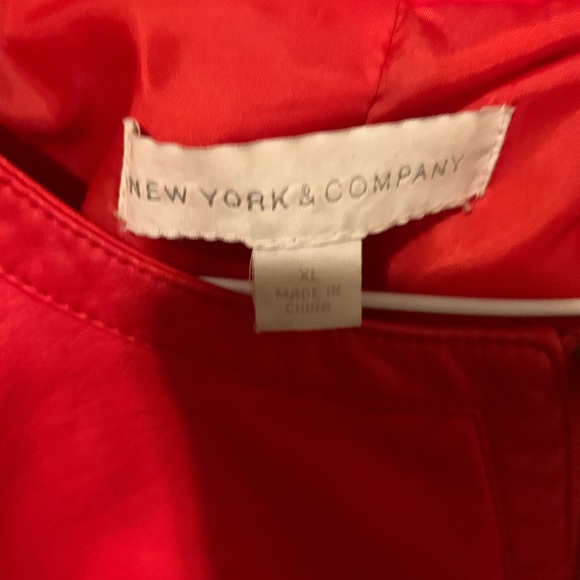 NEW YORK & COMPANY
XL
MADE IN
CHINA